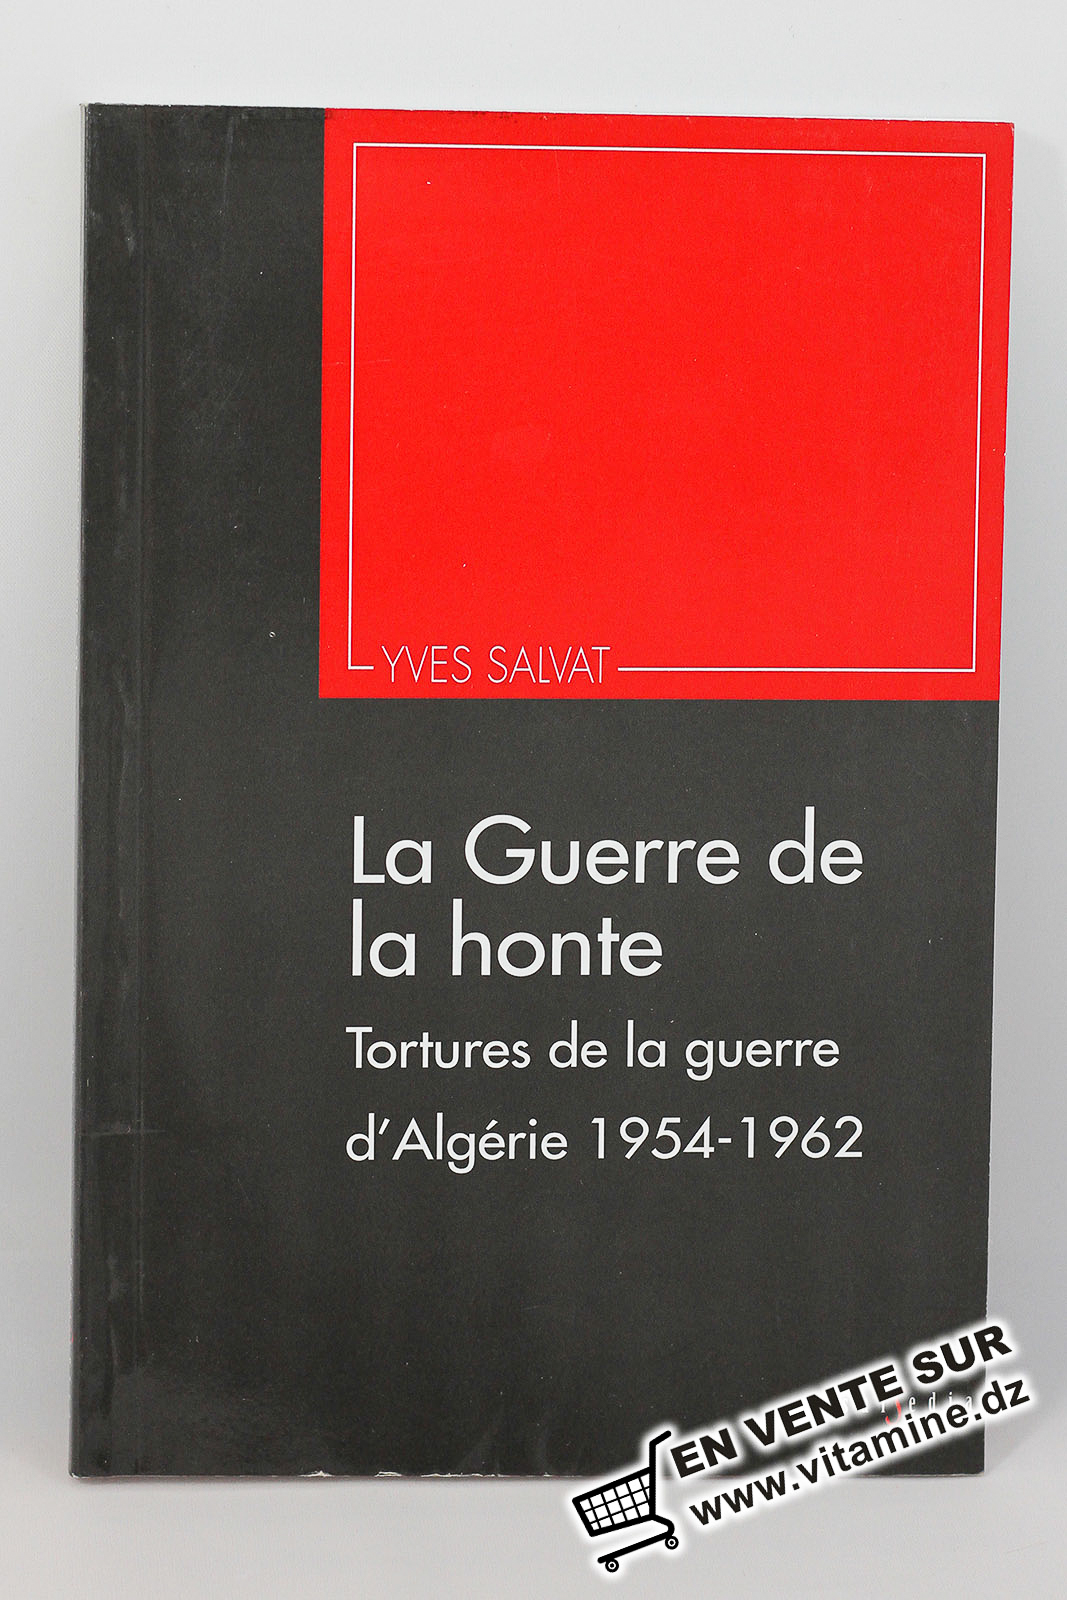 YVES SALVAT
La Guerre de
la honte
Tortures de la guerre
d'Algérie 1954-1962
EN VENTE SUR
www.vitamine.dz